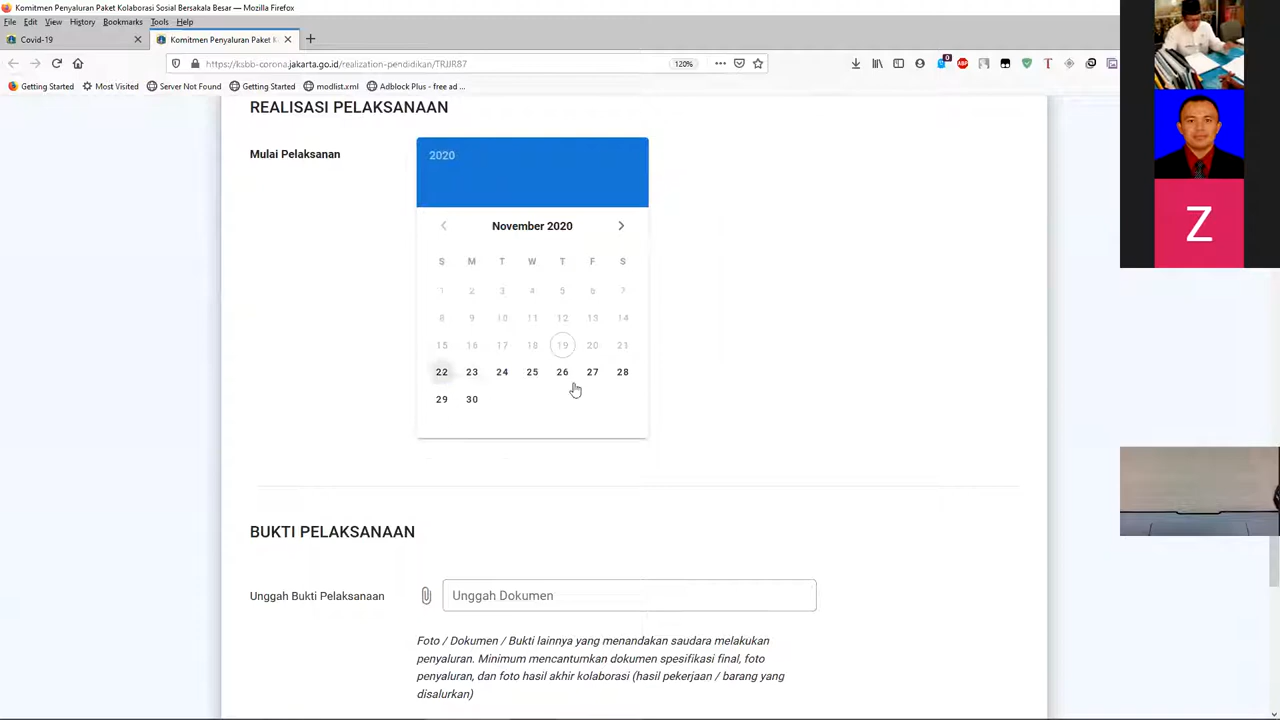 Komitmen Penyaluran Paket Kolaborasi Sosial Bersakala Besar — Mozilla Firefox
File Edit View History Bookmarks Tools Help
Covid-19
Komitmen Penyaluran Paket K
https://ksbb-corona.jakarta.go.id/realization-pendidikan/TRJJR87
120%
Getting Started Most Visited Server Not Found Getting Started modlist.xml Adblock Plus - free ad ...
REALISASI PELAKSANAAN
Mulai Pelaksanan
2020
November 2020
S M T W T F S
1 2 3 4 5 6 7
8 9 10 11 12 13 14
15 16 17 18 19 20 21
22 23 24 25 26 27 28
29 30
BUKTI PELAKSANAAN
Unggah Bukti Pelaksanaan
Unggah Dokumen
Foto / Dokumen / Bukti lainnya yang menandakan saudara melakukan
penyaluran. Minimum mencantumkan dokumen spesifikasi final, foto
penyaluran, dan foto hasil akhir kolaborasi (hasil pekerjaan / barang yang
disalurkan)
Z
ABP
T